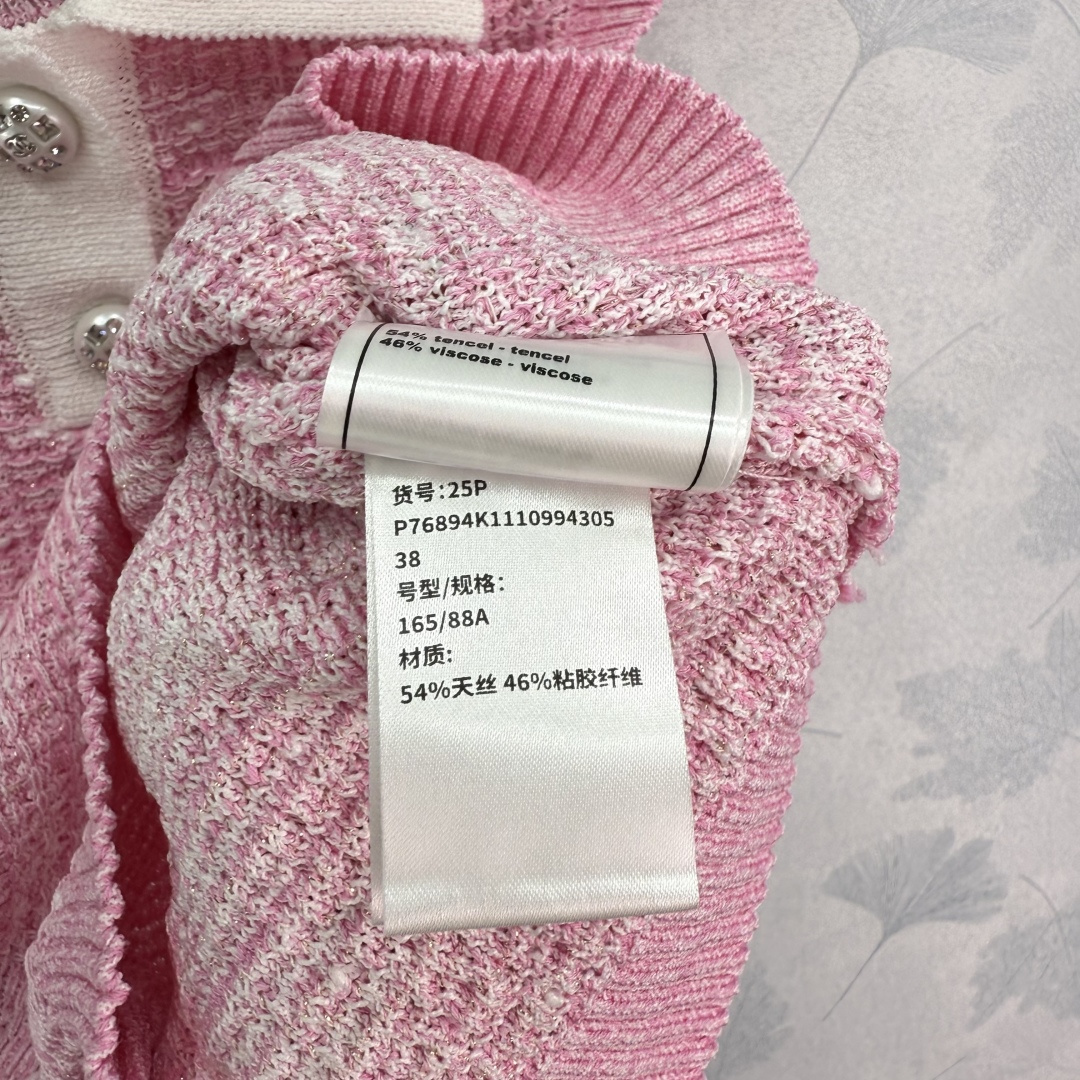 54% tencel - tencel
46% viscose - viscose
货号:25P
P76894K1110994305
38
号型/规格:
165/88A
材质:
54%天丝 46%粘胶纤维